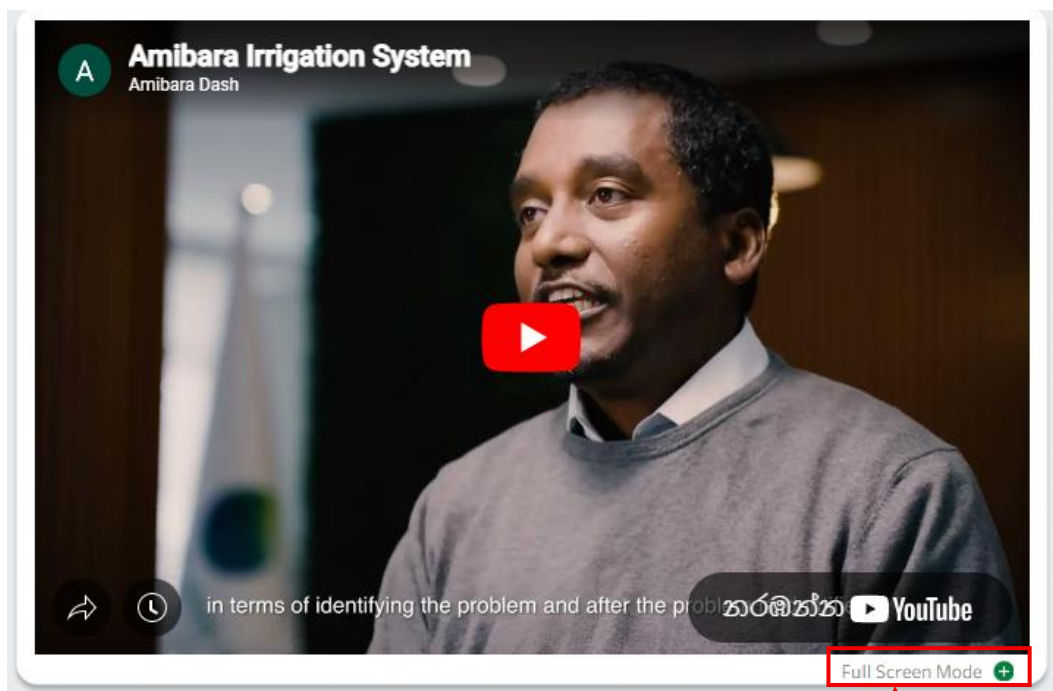 A
Amibara Irrigation System
Amibara Dash
in terms of identifying the problem and after the
නරඹන්න YouTube
Full Screen Mode